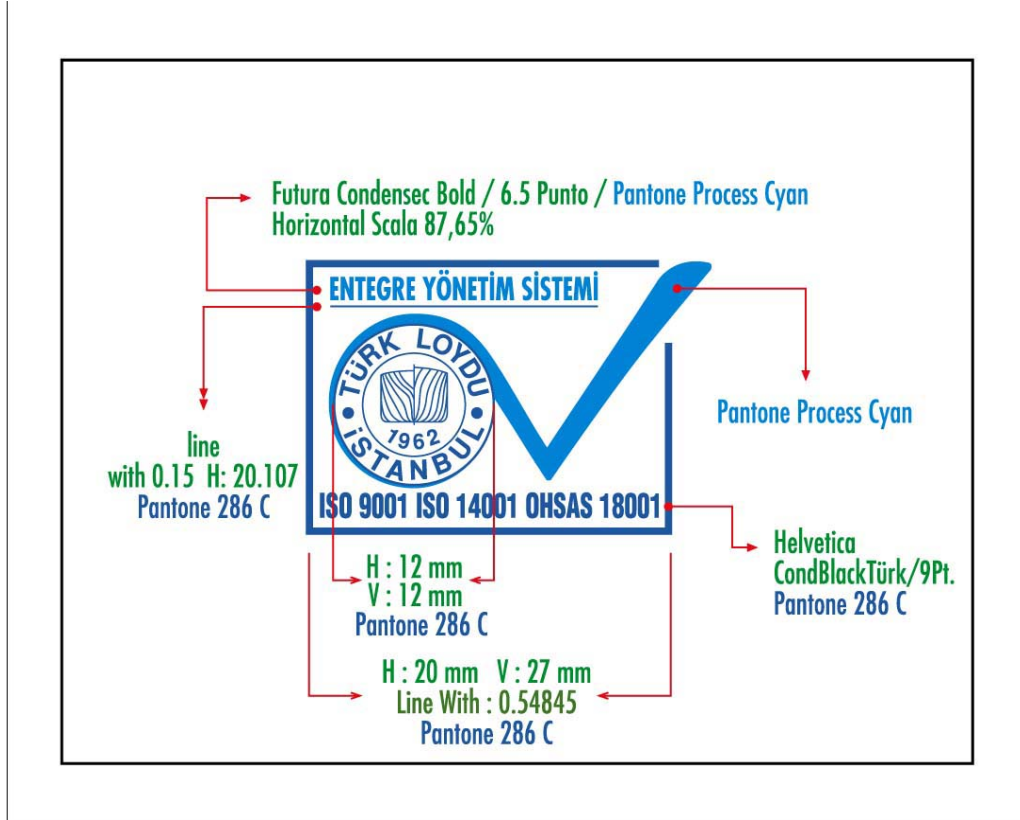 Futura Condensec Bold / 6.5 Punto / Pantone Process Cyan
Horizontal Scala 87,65%
ENTEGRE YÖNETİM SİSTEMİ
TÜRK LOYDU
1962
İSTANBUL
Pantone Process Cyan
line
with 0.15 H: 20.107
Pantone 286 C
ISO 9001 ISO 14001 OHSAS 18001
Helvetica
CondBlackTürk/9Pt.
Pantone 286 C
H : 12 mm
V : 12 mm
Pantone 286 C
H : 20 mm V : 27 mm
Line With : 0.54845
Pantone 286 C